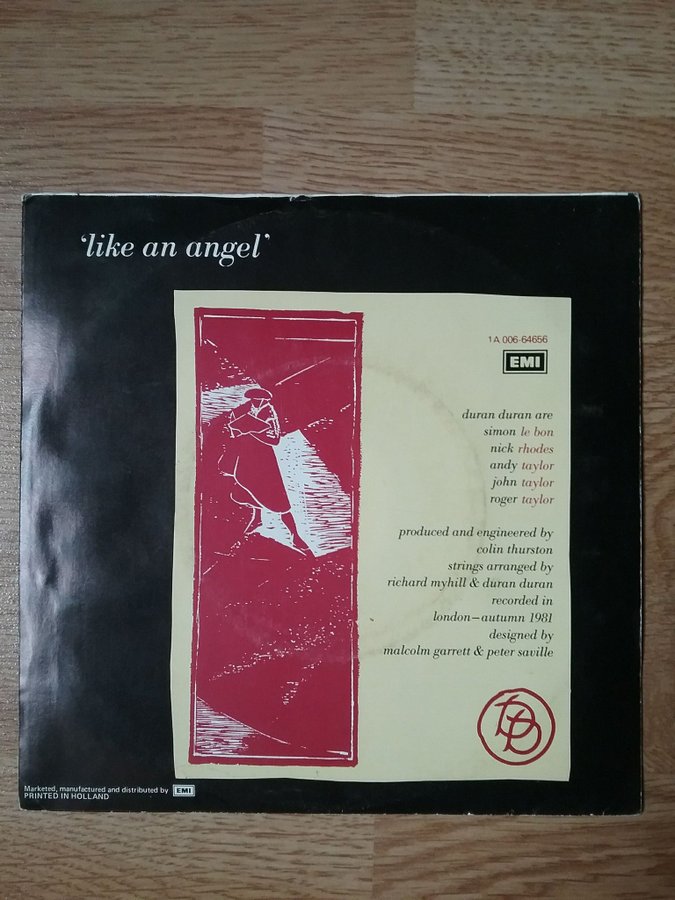 ‘like an angel’
1A 006-64656
EMI
duran duran are
simon le bon
nick rhodes
andy taylor
john taylor
roger taylor
produced and engineered by
colin thurston
strings arranged by
richard myhill & duran duran
recorded in
london—autumn 1981
designed by
malcolm garrett & peter saville
DD
Marketed, manufactured and distributed by EMI
PRINTED IN HOLLAND